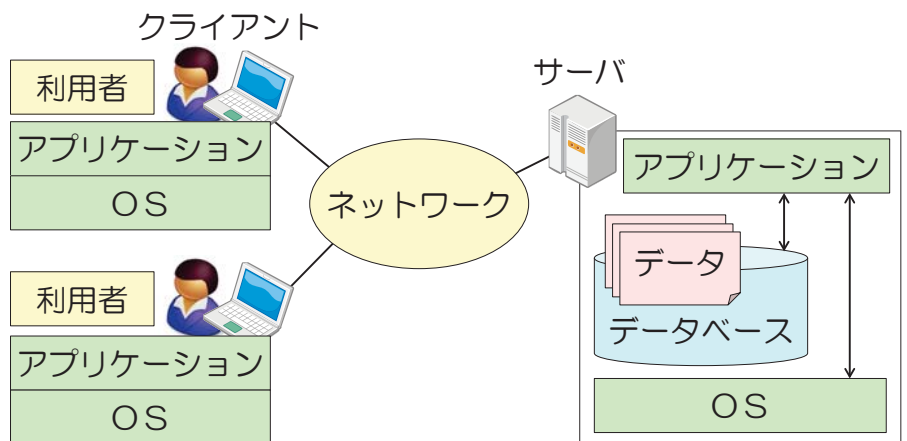 クライアント
利用者
アプリケーション
ＯＳ
利用者
アプリケーション
ＯＳ
ネットワーク
サーバ
アプリケーション
データ
データベース
ＯＳ